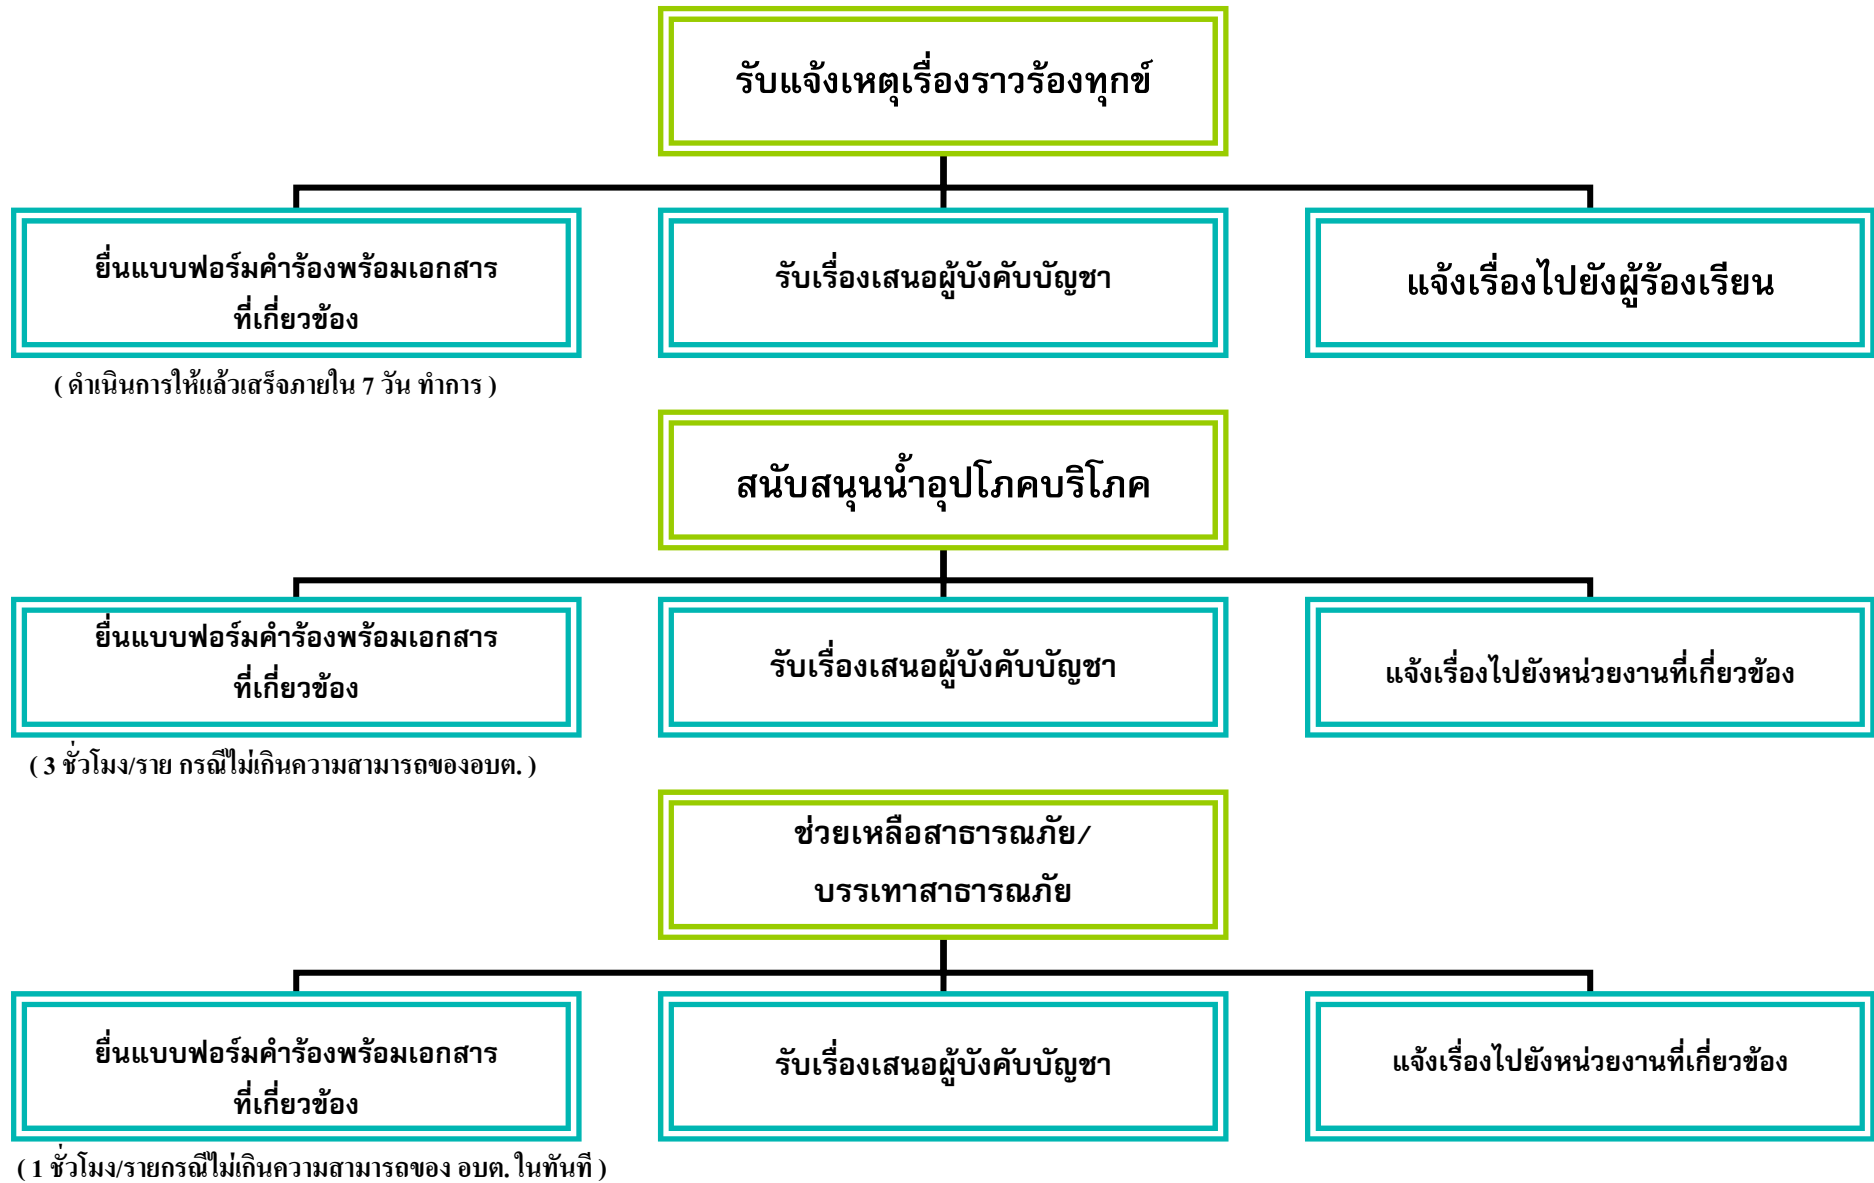 รับแจ้งเหตุเรื่องราวร้องทุกข์
ยื่นแบบฟอร์มคำร้องพร้อมเอกสาร
ที่เกี่ยวข้อง
รับเรื่องเสนอผู้บังคับบัญชา
แจ้งเรื่องไปยังผู้ร้องเรียน
( ดำเนินการให้แล้วเสร็จภายใน 7 วัน ทำการ )
สนับสนุนน้ำอุปโภคบริโภค
ยื่นแบบฟอร์มคำร้องพร้อมเอกสาร
ที่เกี่ยวข้อง
รับเรื่องเสนอผู้บังคับบัญชา
แจ้งเรื่องไปยังหน่วยงานที่เกี่ยวข้อง
( 3 ชั่วโมง/ราย กรณีไม่เกินความสามารถของอบต. )
ช่วยเหลือสาธารณภัย/
บรรเทาสาธารณภัย
ยื่นแบบฟอร์มคำร้องพร้อมเอกสาร
ที่เกี่ยวข้อง
รับเรื่องเสนอผู้บังคับบัญชา
แจ้งเรื่องไปยังหน่วยงานที่เกี่ยวข้อง
( 1 ชั่วโมง/รายกรณีไม่เกินความสามารถของ อบต. ในทันที )